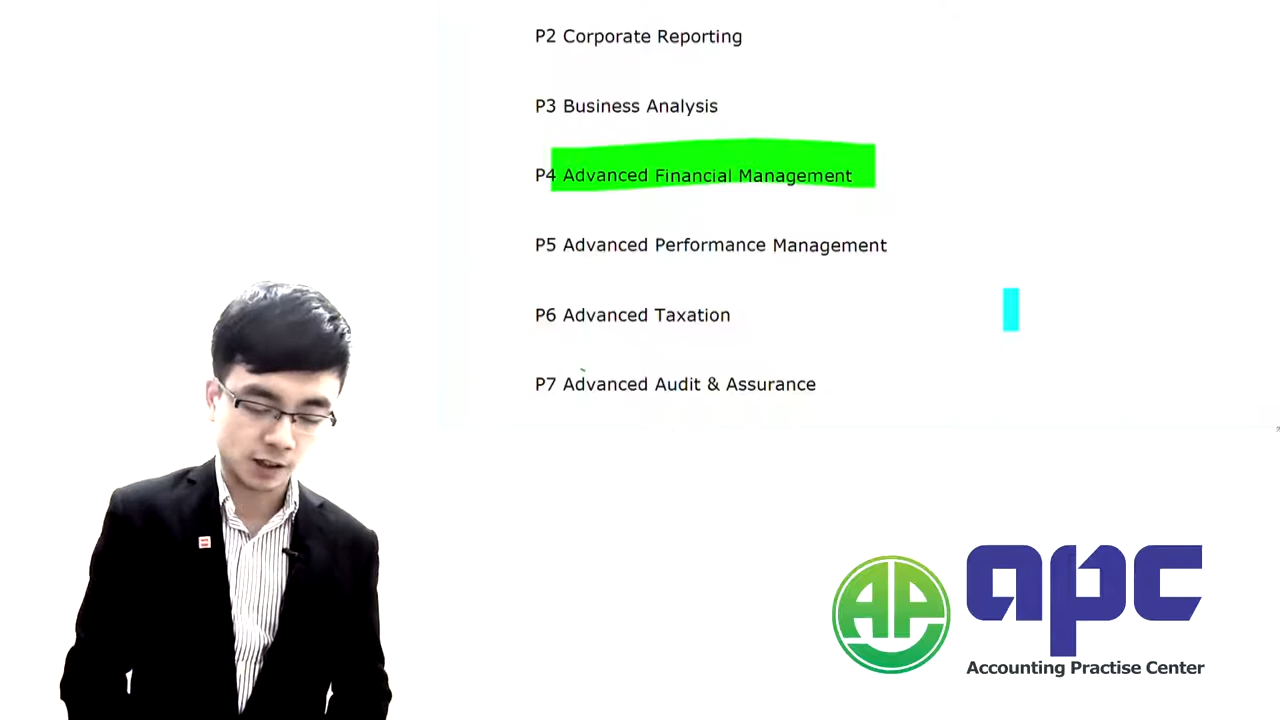 P2 Corporate Reporting
P3 Business Analysis
P4 Advanced Financial Management
P5 Advanced Performance Management
P6 Advanced Taxation
P7 Advanced Audit & Assurance
AP
apc
Accounting Practise Center